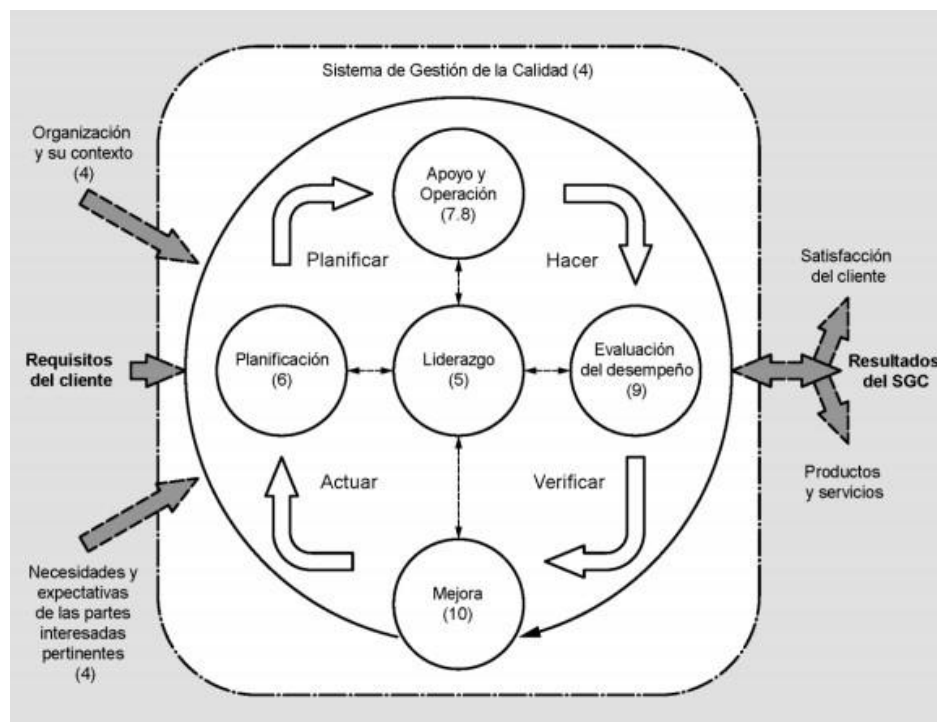 Sistema de Gestión de la Calidad (4)
Organización
y su contexto
(4)
Apoyo y
Operación
(7.8)
Planificar
Hacer
Satisfacción
del cliente
Requisitos
del cliente
Planificación
(6)
Liderazgo
(5)
Evaluación
del desempeño
(9)
Resultados
del SGC
Actuar
Verificar
Productos
y servicios
Necesidades y
expectativas
de las partes
interesadas
pertinentes
(4)
Mejora
(10)